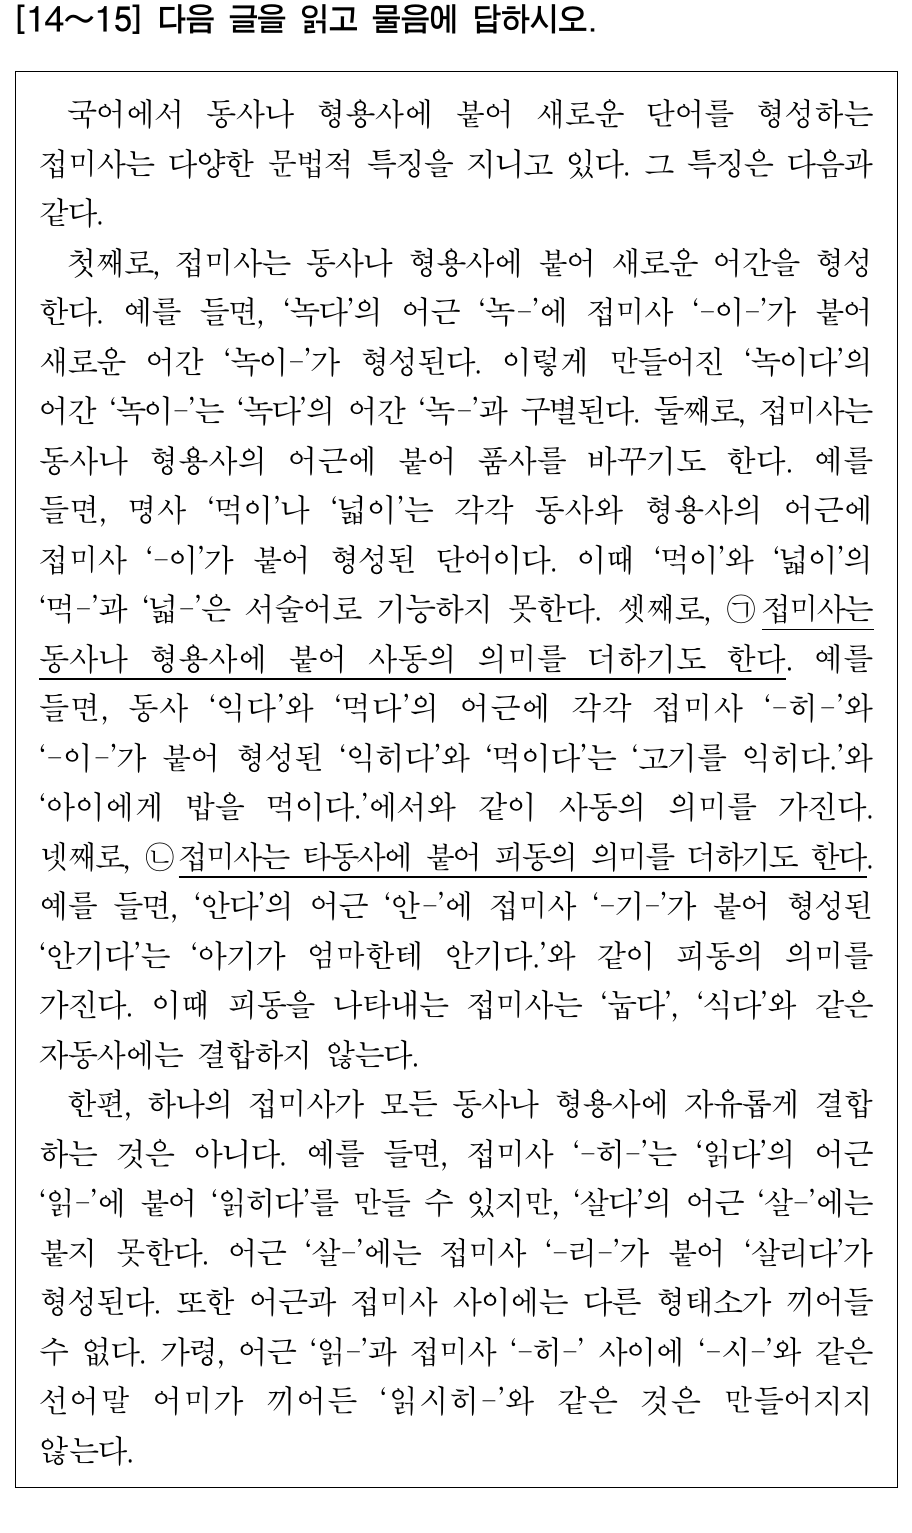 [14～15] 다음 글을 읽고 물음에 답하시오.
국어에서 동사나 형용사에 붙어 새로운 단어를 형성하는
접미사는 다양한 문법적 특징을 지니고 있다. 그 특징은 다음과
같다.
첫째로, 접미사는 동사나 형용사에 붙어 새로운 어간을 형성
한다. 예를 들면, ‘녹다’의 어근 ‘녹-’에 접미사 ‘-이-’가 붙어
새로운 어간 ‘녹이-’가 형성된다. 이렇게 만들어진 ‘녹이다’의
어간 ‘녹이-’는 ‘녹다’의 어간 ‘녹-’과 구별된다. 둘째로, 접미사는
동사나 형용사의 어근에 붙어 품사를 바꾸기도 한다. 예를
들면, 명사 ‘먹이’나 ‘넓이’는 각각 동사와 형용사의 어근에
접미사 ‘-이’가 붙어 형성된 단어이다. 이때 ‘먹이’와 ‘넓이’의
‘먹-’과 ‘넓-’은 서술어로 기능하지 못한다. 셋째로, ㉠접미사는
동사나 형용사에 붙어 사동의 의미를 더하기도 한다. 예를
들면, 동사 ‘익다’와 ‘먹다’의 어근에 각각 접미사 ‘-히-’와
‘-이-’가 붙어 형성된 ‘익히다’와 ‘먹이다’는 ‘고기를 익히다.’와
‘아이에게 밥을 먹이다.’에서와 같이 사동의 의미를 가진다.
넷째로, ㉡접미사는 타동사에 붙어 피동의 의미를 더하기도 한다.
예를 들면, ‘안다’의 어근 ‘안-’에 접미사 ‘-기-’가 붙어 형성된
‘안기다’는 ‘아기가 엄마한테 안기다.’와 같이 피동의 의미를
가진다. 이때 피동을 나타내는 접미사는 ‘눕다’, ‘식다’와 같은
자동사에는 결합하지 않는다.
한편, 하나의 접미사가 모든 동사나 형용사에 자유롭게 결합
하는 것은 아니다. 예를 들면, 접미사 ‘-히-’는 ‘읽다’의 어근
‘읽-’에 붙어 ‘읽히다’를 만들 수 있지만, ‘살다’의 어근 ‘살-’에는
붙지 못한다. 어근 ‘살-’에는 접미사 ‘-리-’가 붙어 ‘살리다’가
형성된다. 또한 어근과 접미사 사이에는 다른 형태소가 끼어들
수 없다. 가령, 어근 ‘읽-’과 접미사 ‘-히-’ 사이에 ‘-시-’와 같은
선어말 어미가 끼어든 ‘읽시히-’와 같은 것은 만들어지지
않는다.